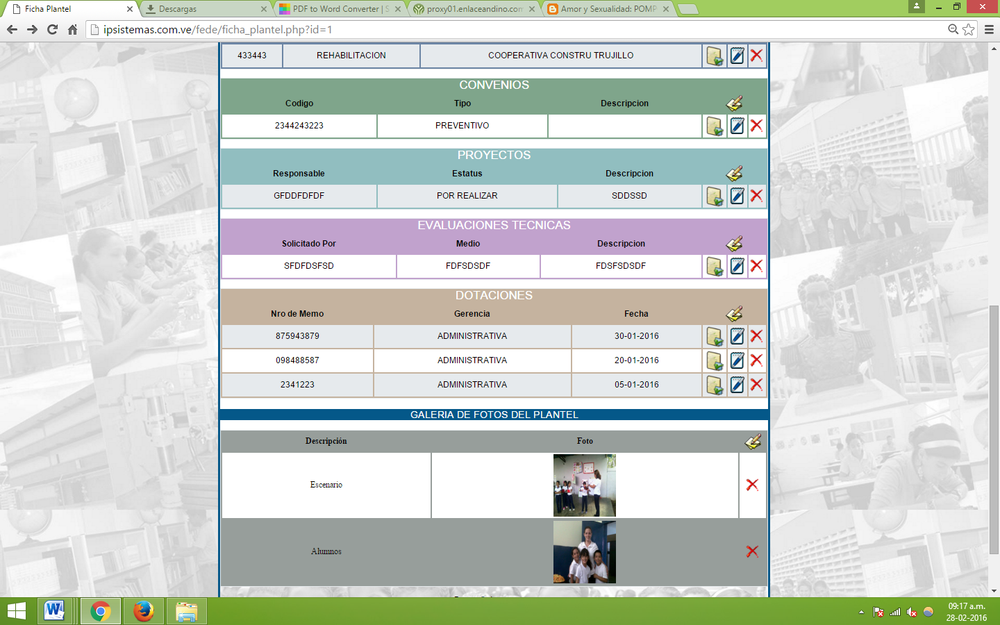 Ficha Plantel
Descargas
PDF to Word Converter | S
proxy01.enlaceandino.com
Amor y Sexualidad: POMP
ipsistemas.com.ve/fede/ficha_plantel.php?id=1
433443 REHABILITACION COOPERATIVA CONSTRU TRUJILLO
CONVENIOS
Codigo Tipo Descripcion
2344243223 PREVENTIVO
PROYECTOS
Responsable Estatus Descripcion
GFDDFDFDF POR REALIZAR SDDSSD
EVALUACIONES TECNICAS
Solicitado Por Medio Descripcion
SFDFDSFSD FDFSDSDF FDSFSDSDF
DOTACIONES
Nro de Memo Gerencia Fecha
875943879 ADMINISTRATIVA 30-01-2016
098488587 ADMINISTRATIVA 20-01-2016
2341223 ADMINISTRATIVA 05-01-2016
GALERIA DE FOTOS DEL PLANTEL
Descripción Foto
Escenario
Alumnos
09:17 a.m.
28-02-2016